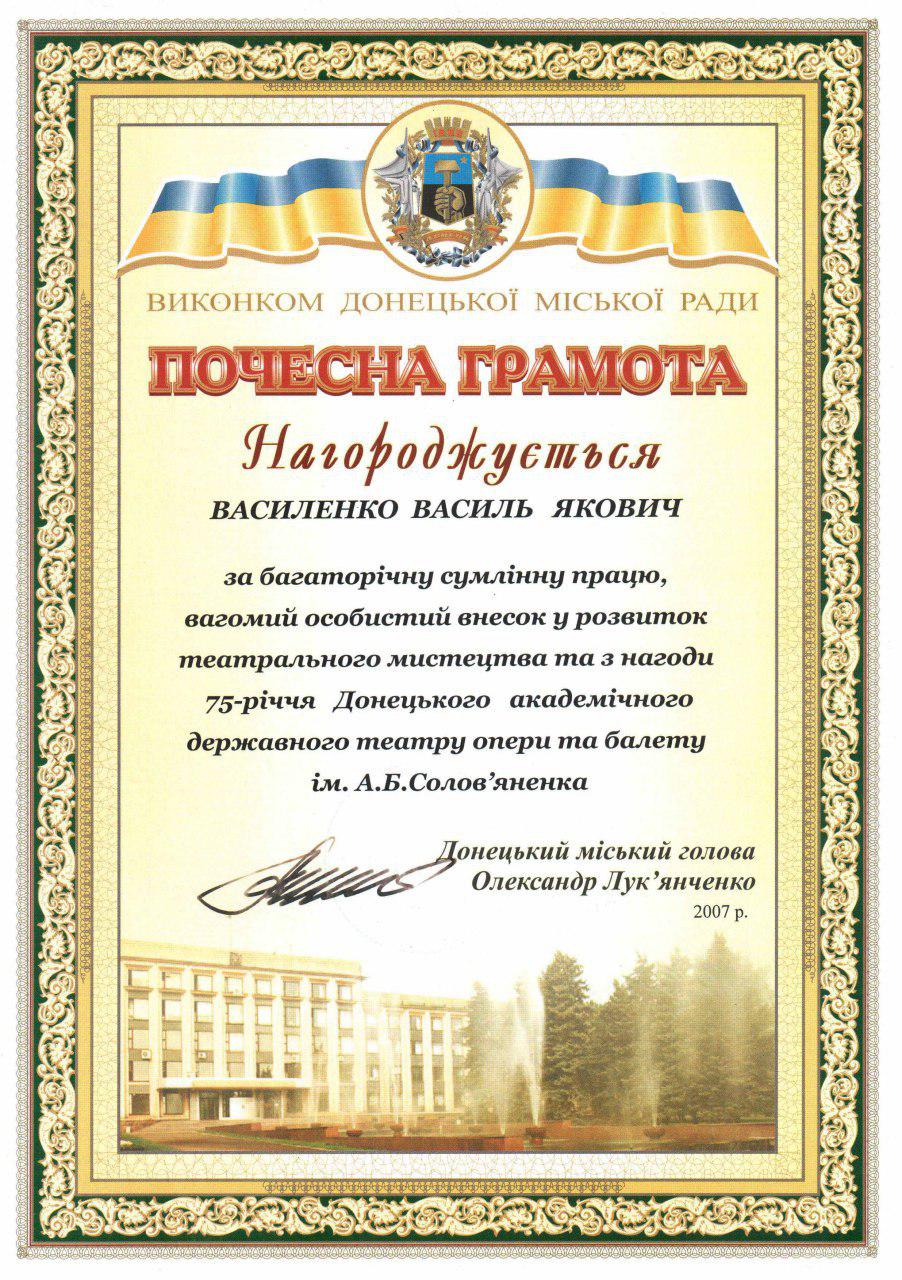 ВИКОНКОМ ДОНЕЦЬКОЇ МІСЬКОЇ РАДИ
ПОЧЕСНА ГРАМОТА
Нагороджується
ВАСИЛЕНКО ВАСИЛЬ ЯКОВИЧ
за багаторічну сумлінну працю,
вагомий особистий внесок у розвиток
театрального мистецтва та з нагоди
75-річчя Донецького академічного
державного театру опери та балету
ім. А.Б.Солов’яненка
Донецький міський голова
Олександр Лук’янченко
2007 р.